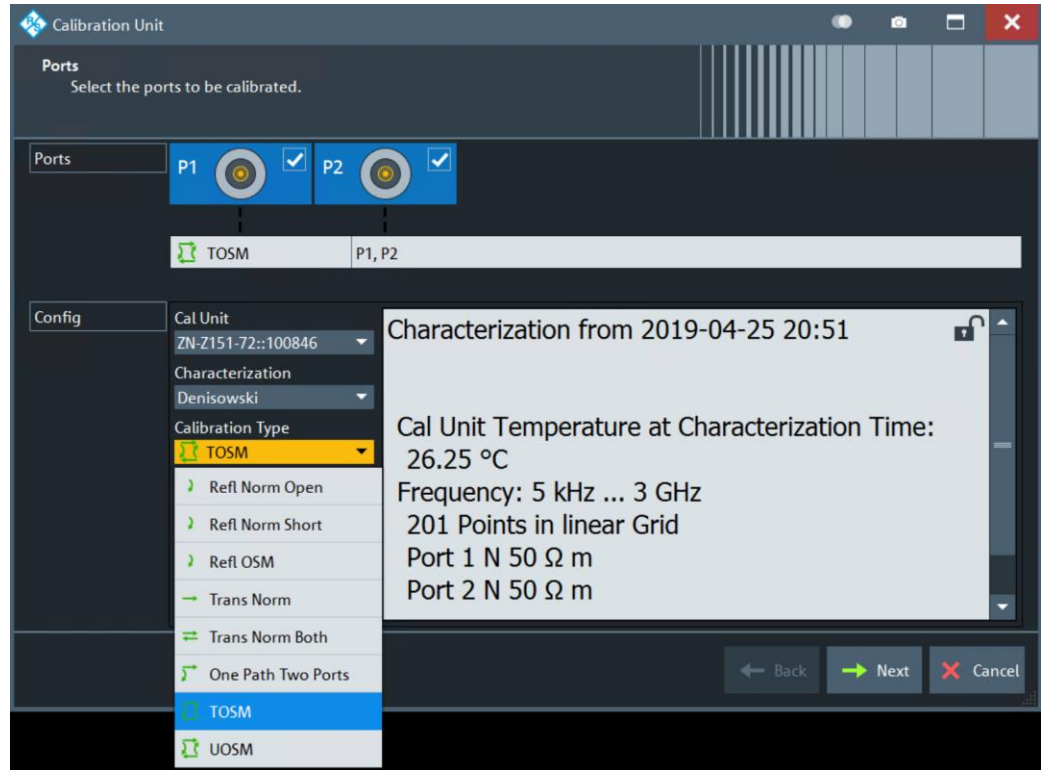 Calibration Unit
Ports
Select the ports to be calibrated.
Ports
P1
P2
TOSM
P1, P2
Config
Cal Unit
ZN-Z151-72::100846
Characterization
Denisowski
Calibration Type
TOSM
Refl Norm Open
Refl Norm Short
Refl OSM
Trans Norm
Trans Norm Both
One Path Two Ports
TOSM
UOSM
Characterization from 2019-04-25 20:51
Cal Unit Temperature at Characterization Time:
26.25 °C
Frequency: 5 kHz ... 3 GHz
201 Points in linear Grid
Port 1 N 50 Ω m
Port 2 N 50 Ω m
Back
Next
Cancel